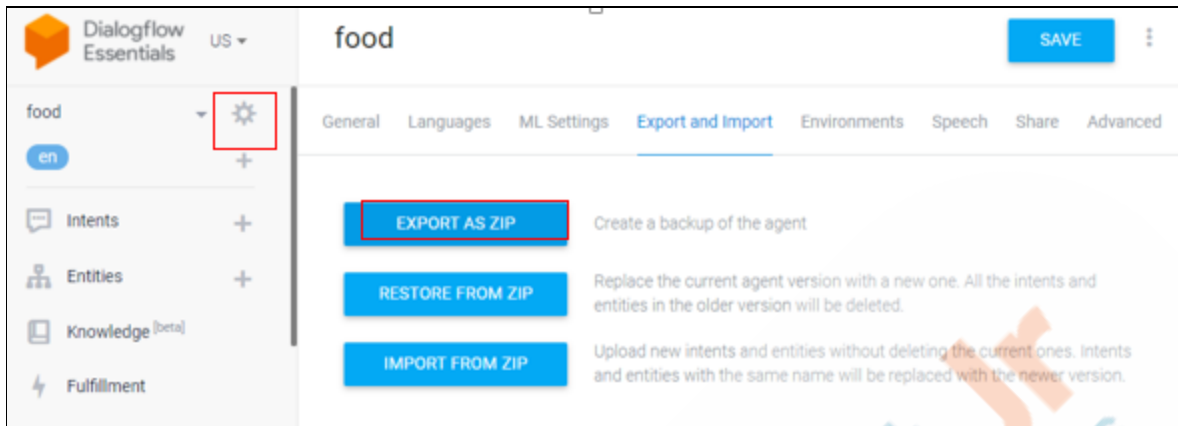 Dialogflow
Essentials
US
food
SAVE
food
en
General Languages ML Settings Export and Import Environments Speech Share Advanced
Intents
Entities
Knowledge [beta]
Fulfillment
EXPORT AS ZIP
Create a backup of the agent
RESTORE FROM ZIP
Replace the current agent version with a new one. All the intents and
entities in the older version will be deleted.
IMPORT FROM ZIP
Upload new intents and entities without deleting the current ones. Intents
and entities with the same name will be replaced with the newer version.
Jr